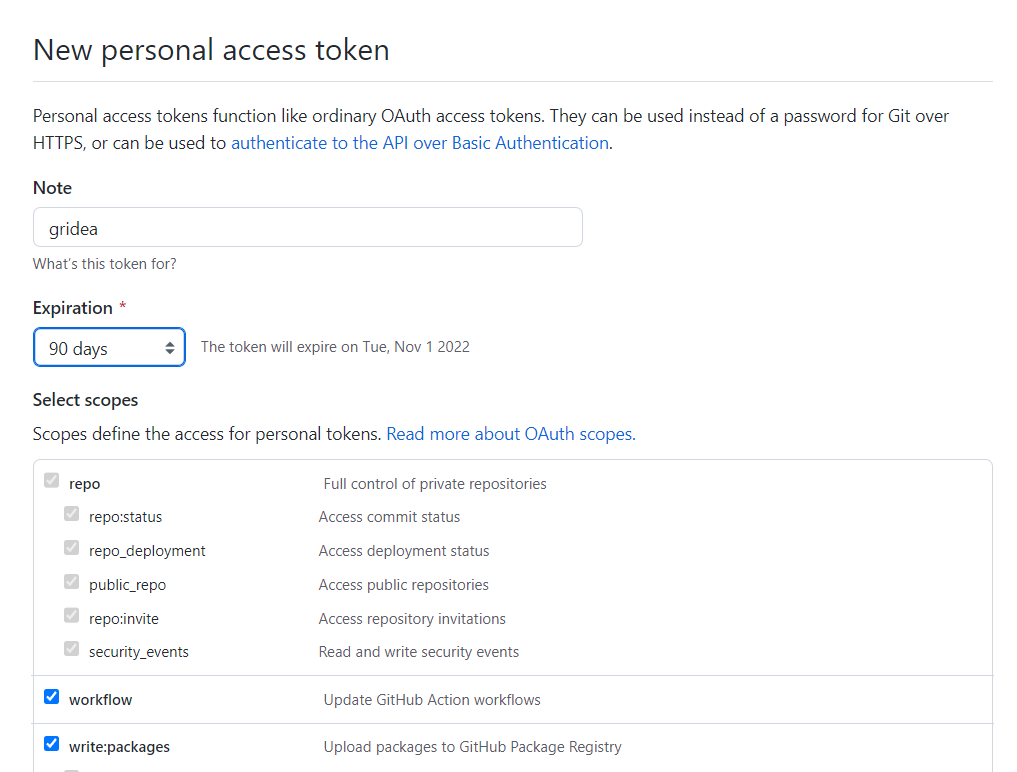 New personal access token
Personal access tokens function like ordinary OAuth access tokens. They can be used instead of a password for Git over
HTTPS, or can be used to authenticate to the API over Basic Authentication.
Note
gridea
What's this token for?
Expiration *
90 days The token will expire on Tue, Nov 1 2022
Select scopes
Scopes define the access for personal tokens. Read more about OAuth scopes.
repo Full control of private repositories
repo:status Access commit status
repo_deployment Access deployment status
public_repo Access public repositories
repo:invite Access repository invitations
security_events Read and write security events
workflow Update GitHub Action workflows
write:packages Upload packages to GitHub Package Registry